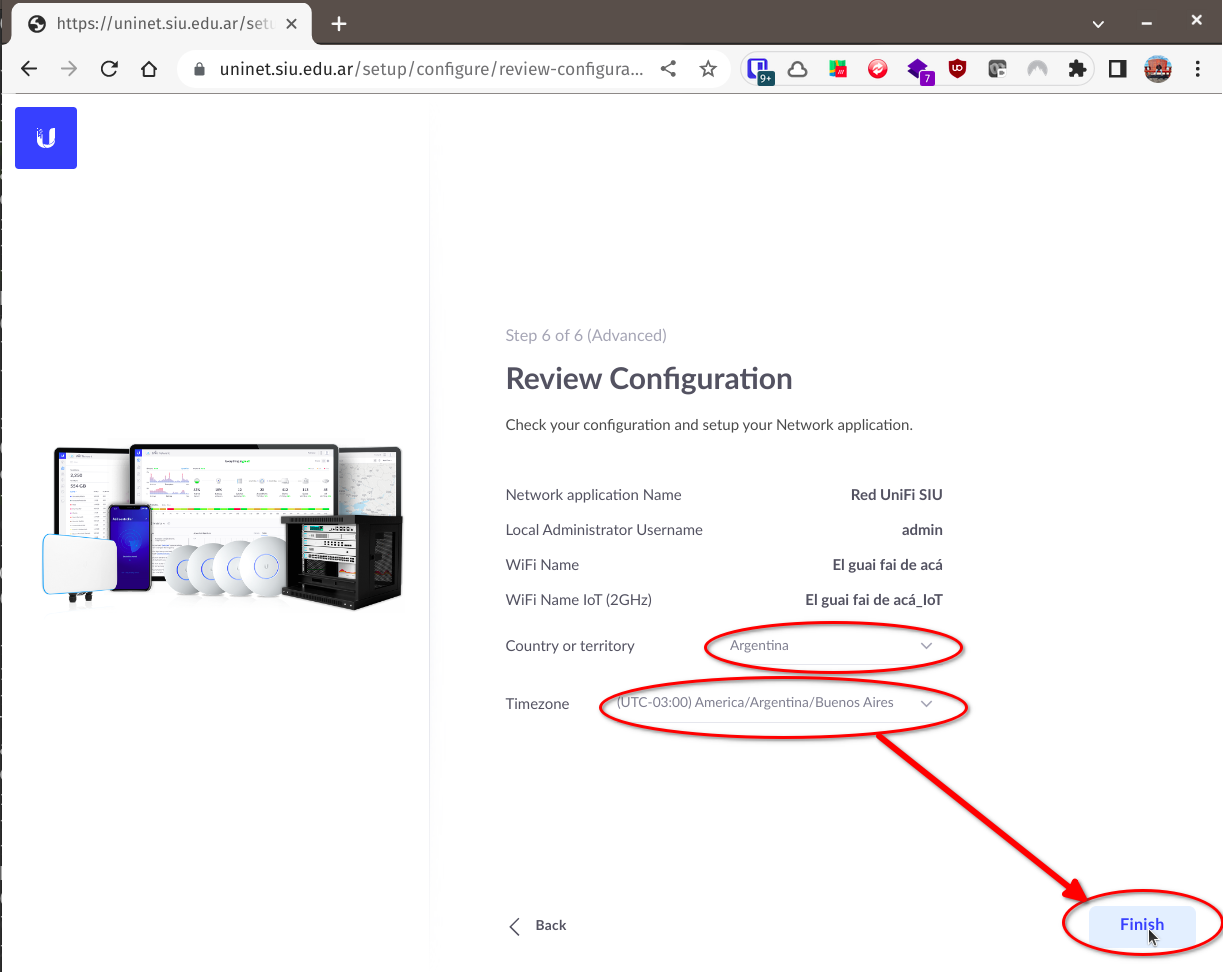 https://uninet.siu.edu.ar/setu
uninet.siu.edu.ar/setup/configure/review-configura...
9+
7
Step 6 of 6 (Advanced)
Review Configuration
Check your configuration and setup your Network application.
Network application Name Red UniFi SIU
Local Administrator Username admin
WiFi Name El guai fai de acá
WiFi Name IoT (2GHz) El guai fai de acá_IoT
Country or territory Argentina
Timezone (UTC-03:00) America/Argentina/Buenos Aires
Back
Finish